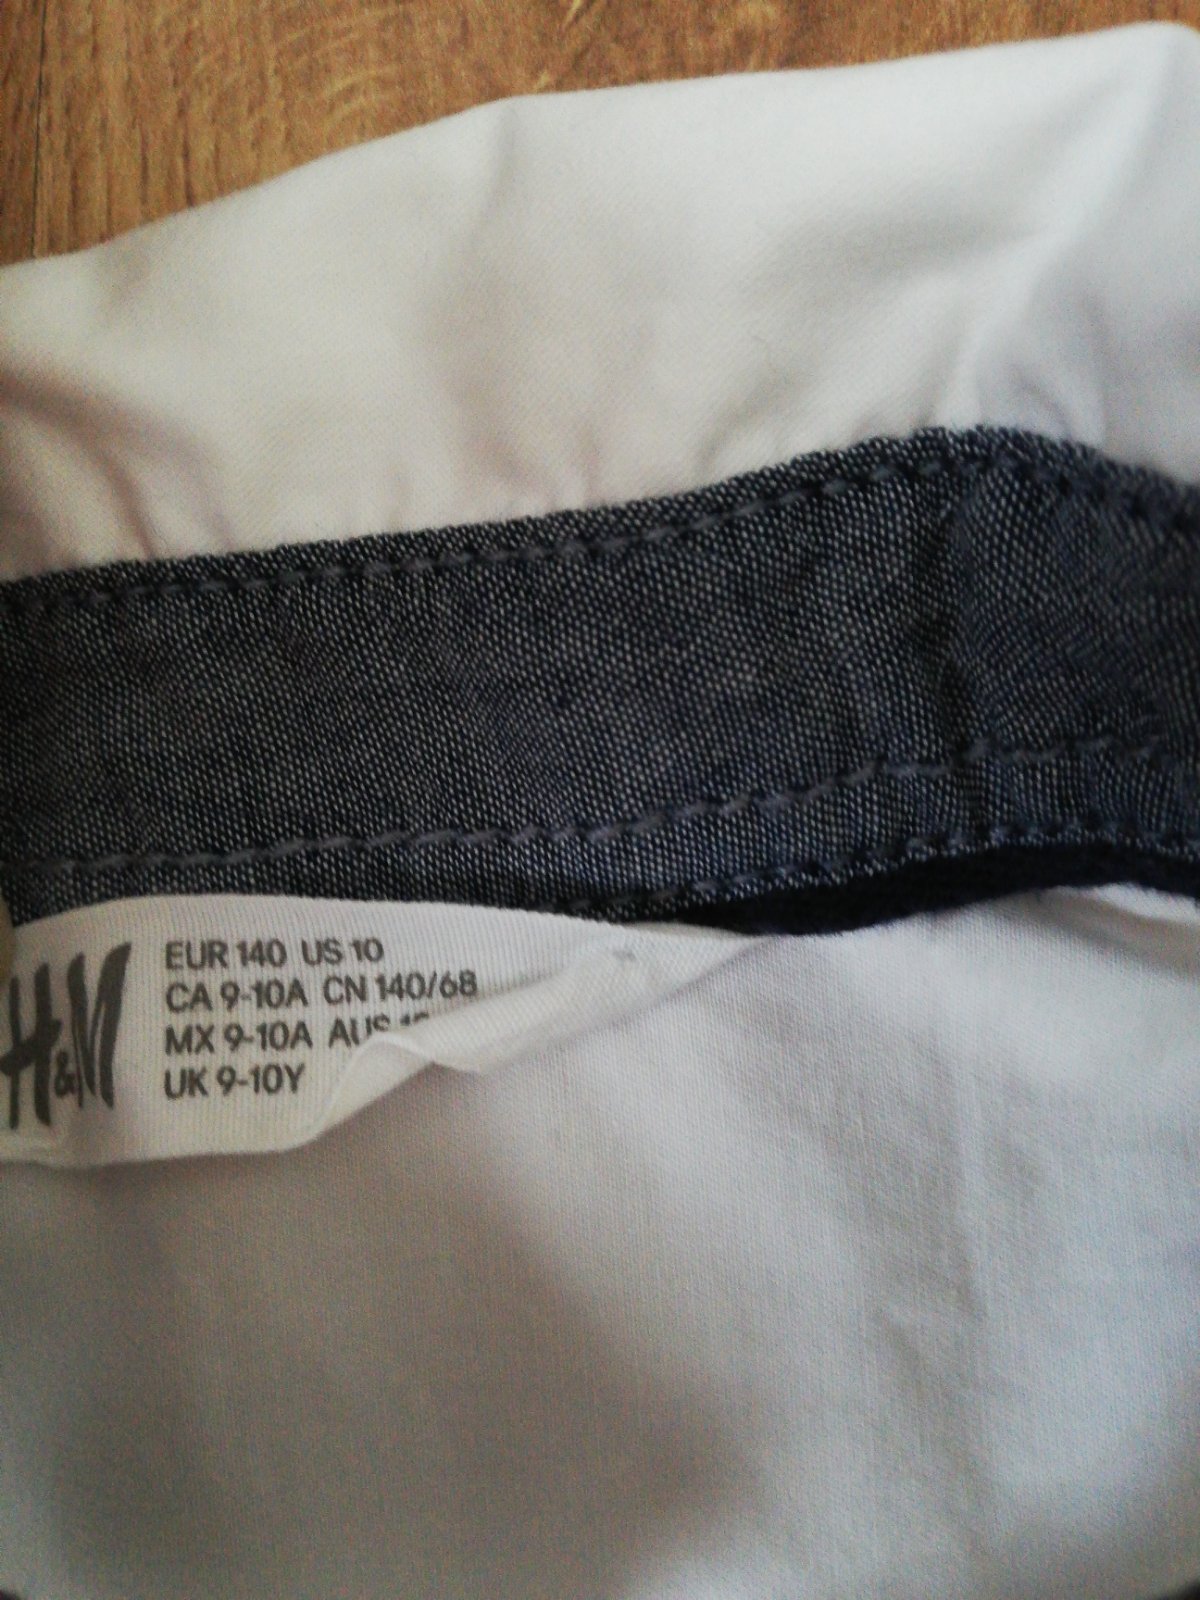 H&M
EUR 140 US 10
CA 9-10A CN 140/68
MX 9-10A AUS
UK 9-10Y